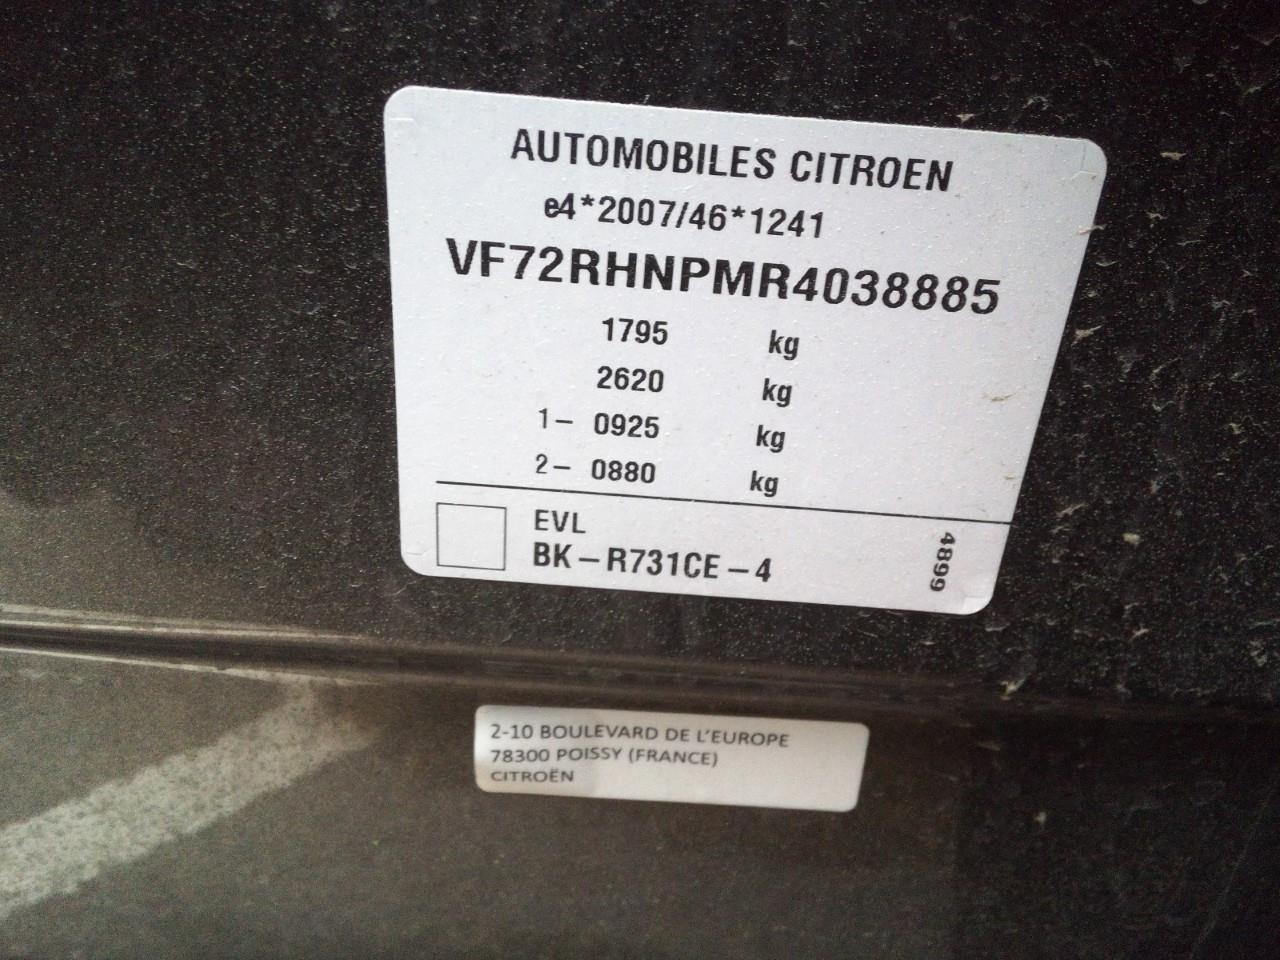 AUTOMOBILES CITROEN
e4*2007/46*1241
VF72RHNPMR4038885
1795 kg
2620 kg
1- 0925 kg
2- 0880 kg
EVL
BK-R731CE-4
4899
2-10 BOULEVARD DE L'EUROPE
78300 POISSY (FRANCE)
CITROËN